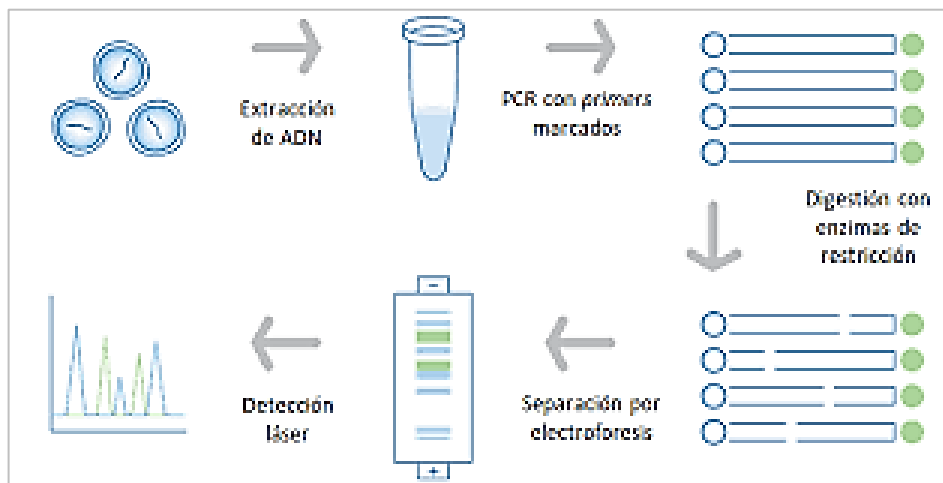 Extracción
de ADN
PCR con primers
marcados
Digestión con
enzimas de
restricción
Separación por
electroforesis
-
+
Detección
láser